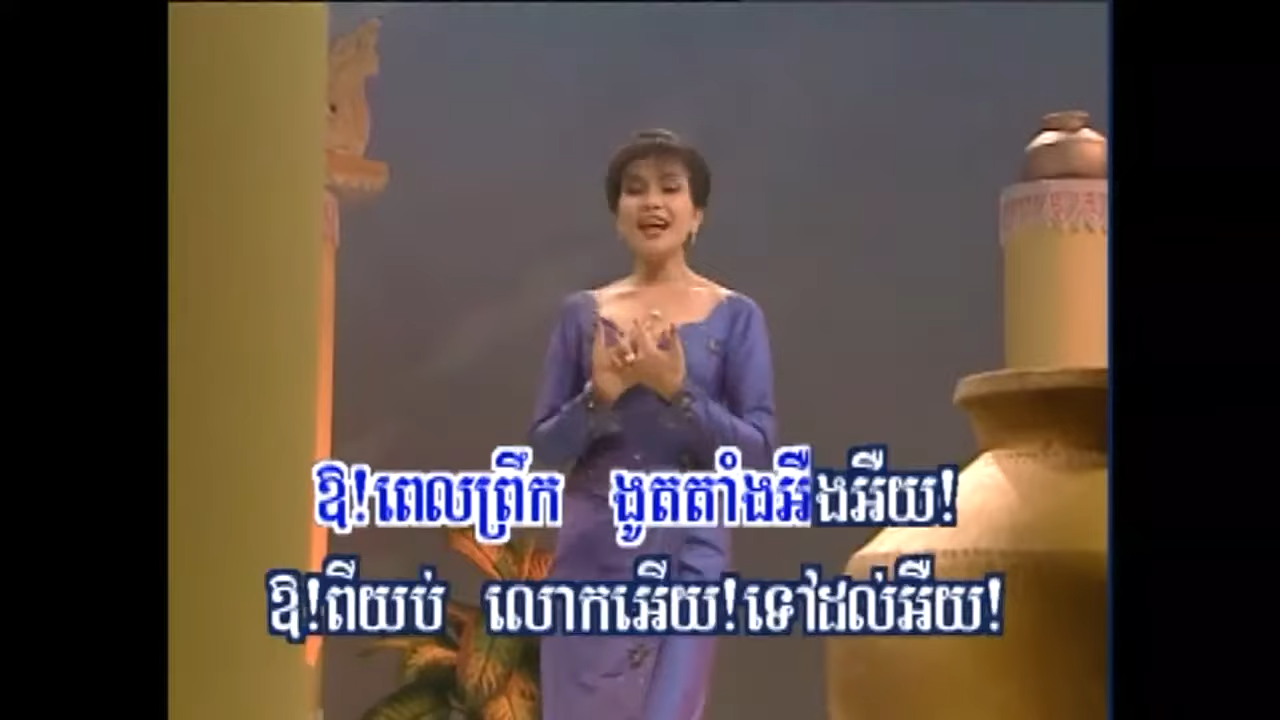 ឱ!ពេលព្រឹក ងូតតាំងអឺងអឺយ!
ឱ!ពីយប់ លោកអើយ!ទៅដល់អឺយ!